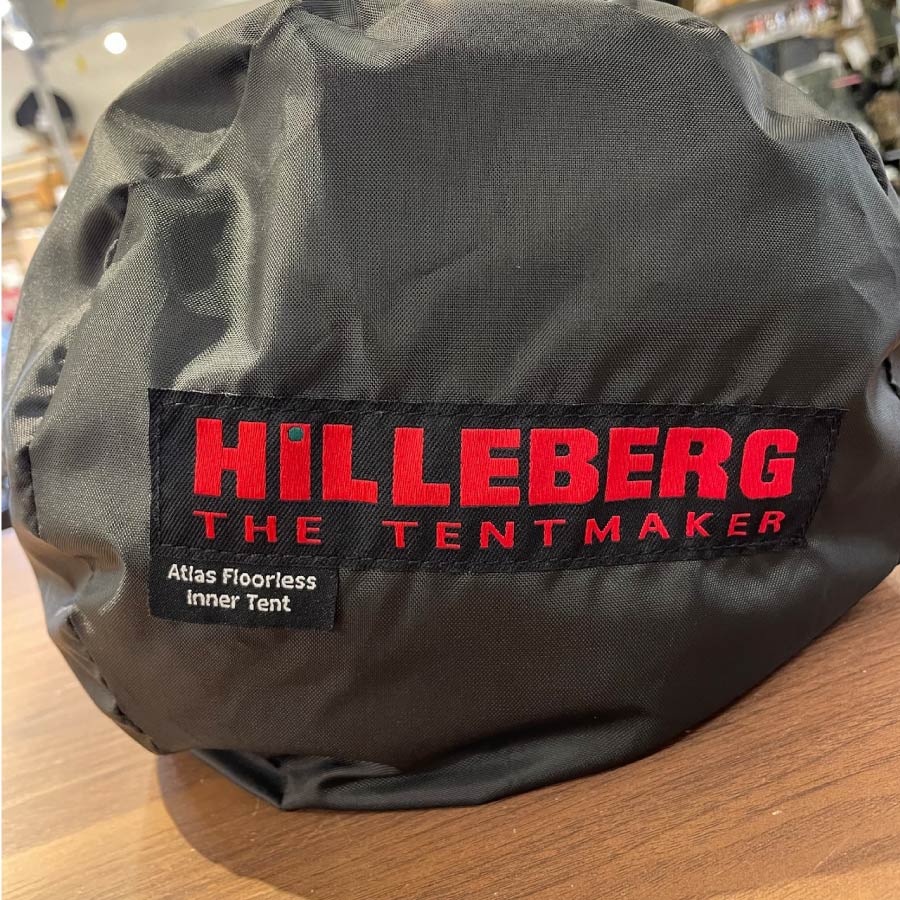 HiLLEBERG
THE TENTMAKER
Atlas Floorless
Inner Tent